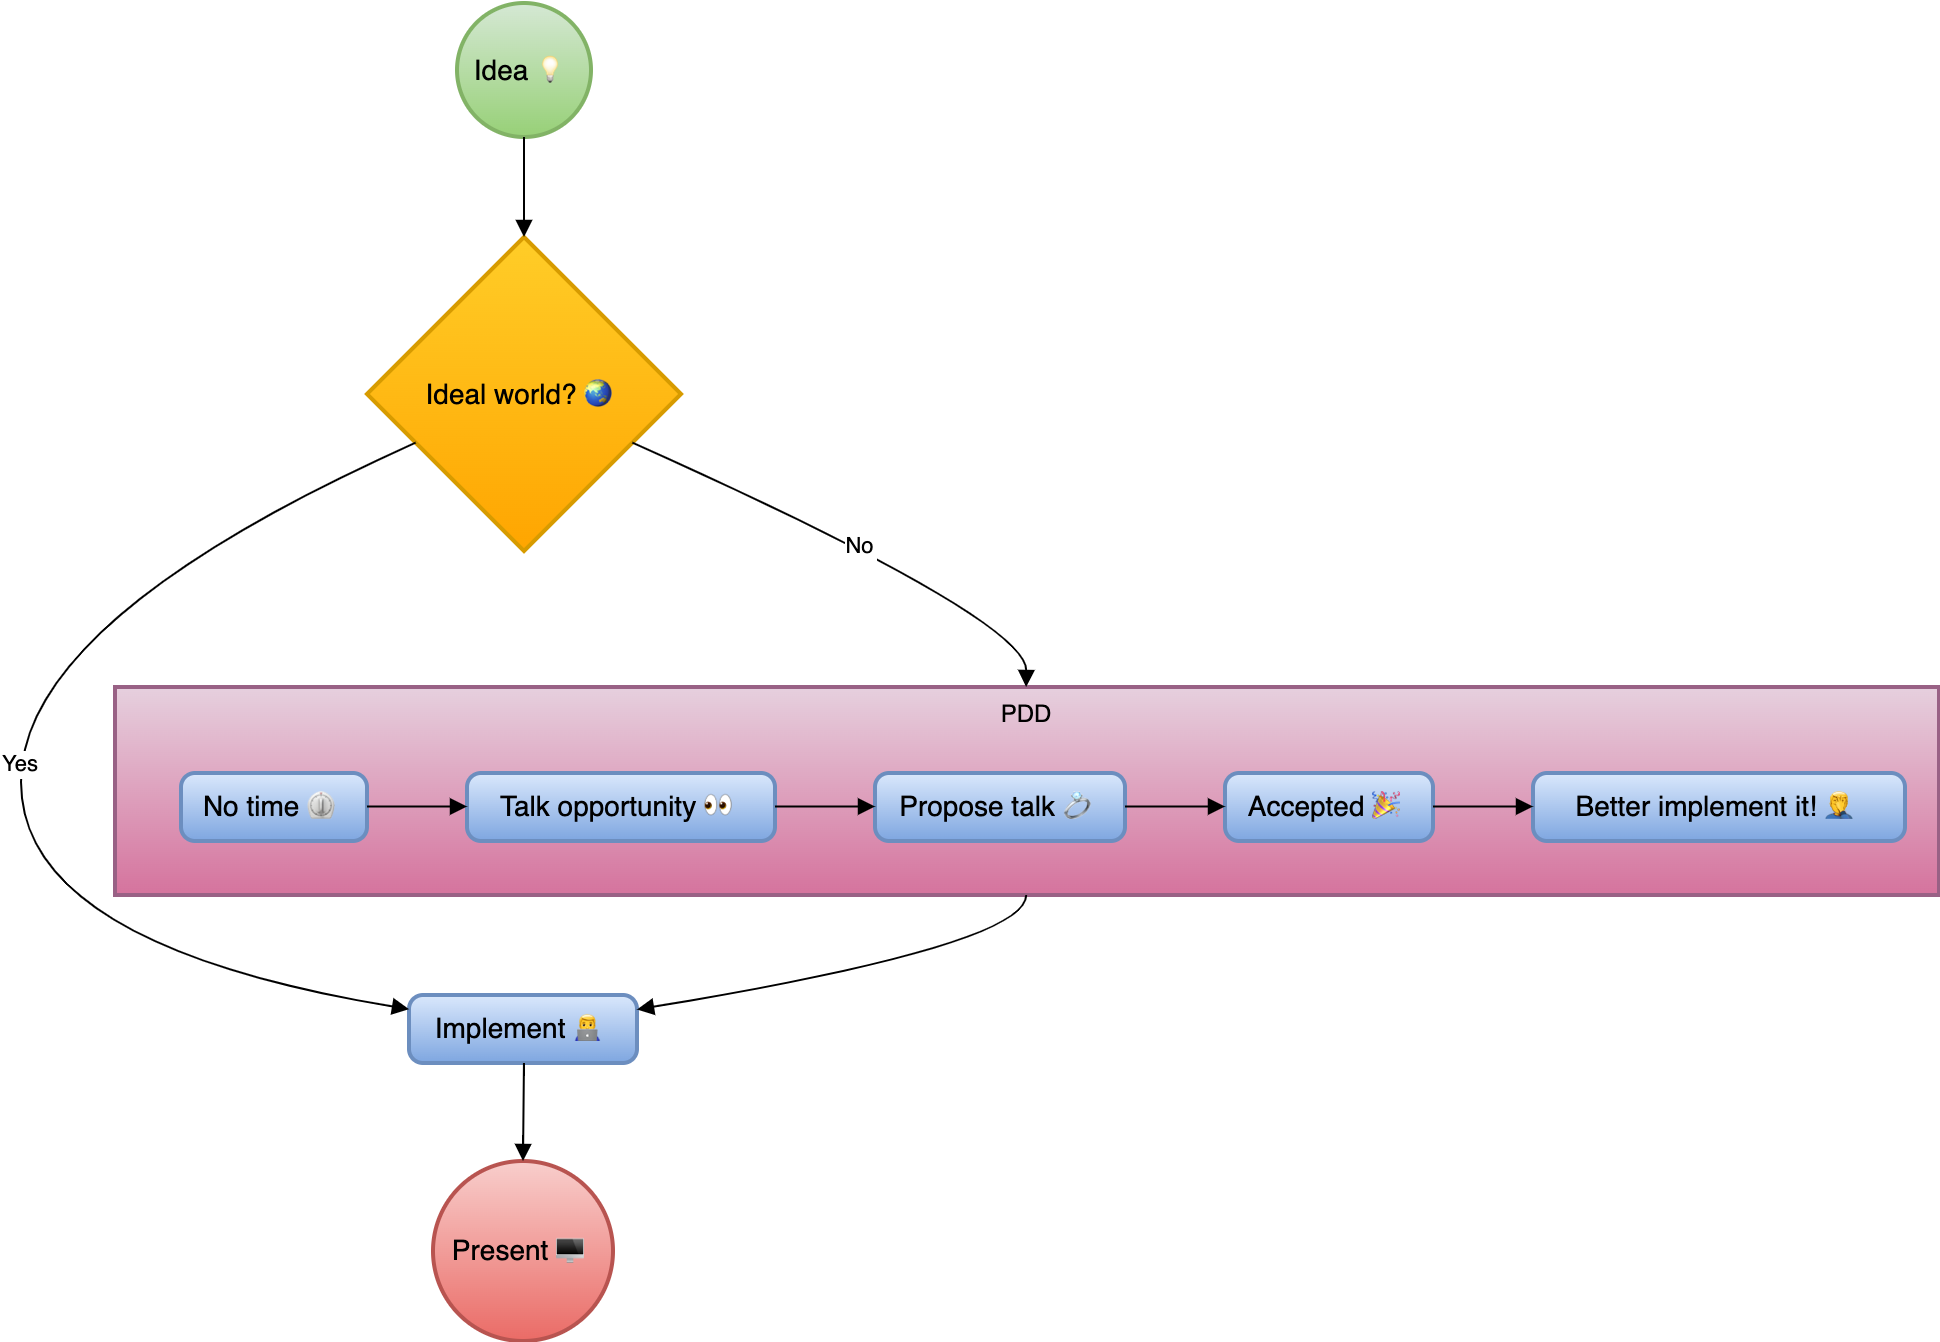 Idea 💡
Ideal world? 🌏
No
PDD
Yes
No time ⏲
Talk opportunity 👀
Propose talk 💍
Accepted 🎉
Better implement it! 🤦‍♂️
Implement 👨‍💻
Present 🖥